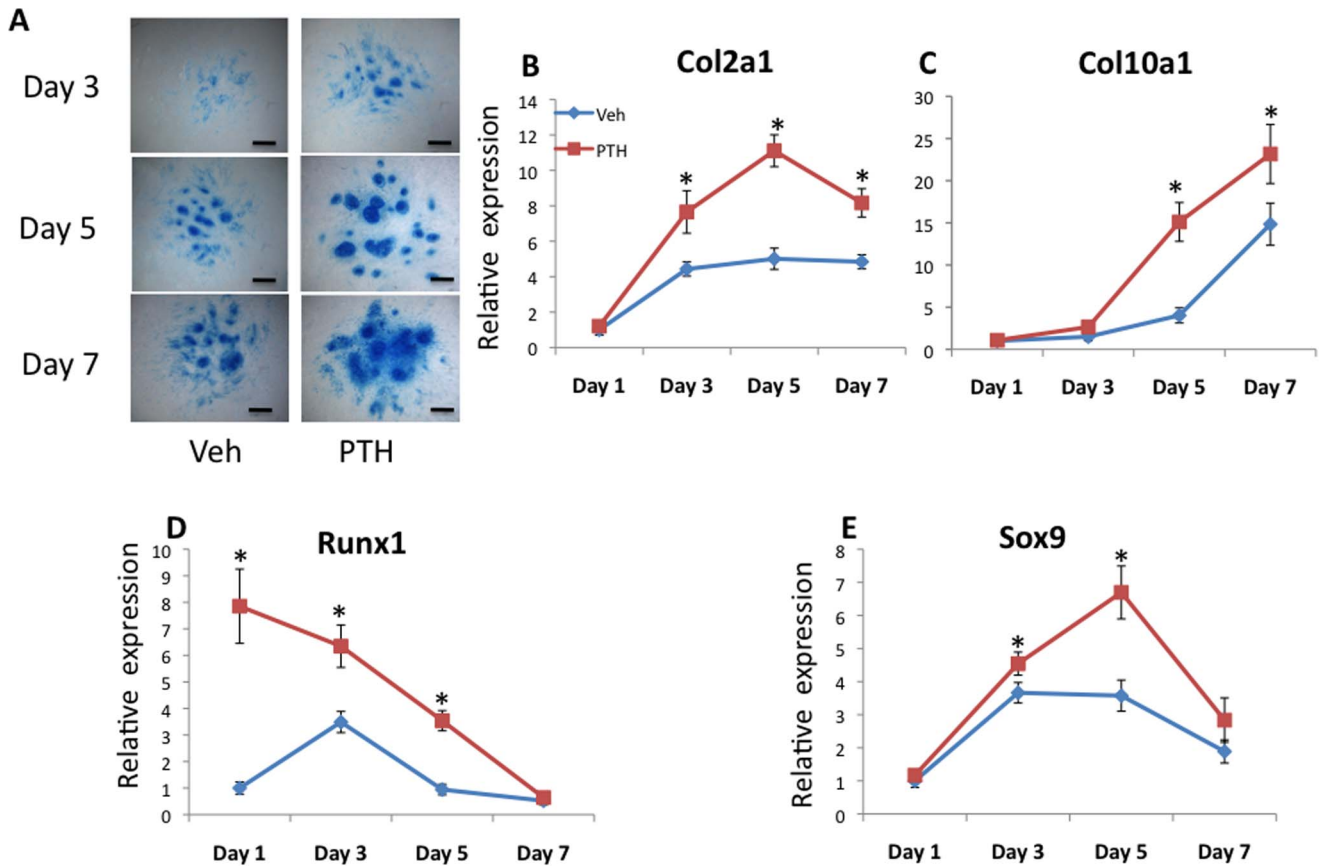 A
Day 3
Day 5
Day 7
Veh
PTH
B
Col2a1
Relative expression
14
12
10
8
6
4
2
0
Veh
PTH
*
*
*
Day 1
Day 3
Day 5
Day 7
C
Col10a1
30
25
20
15
10
5
0
*
*
Day 1
Day 3
Day 5
Day 7
D
Runx1
Relative expression
10
9
8
7
6
5
4
3
2
1
0
*
*
*
Day 1
Day 3
Day 5
Day 7
E
Sox9
Relative expression
8
7
6
5
4
3
2
1
0
*
*
Day 1
Day 3
Day 5
Day 7